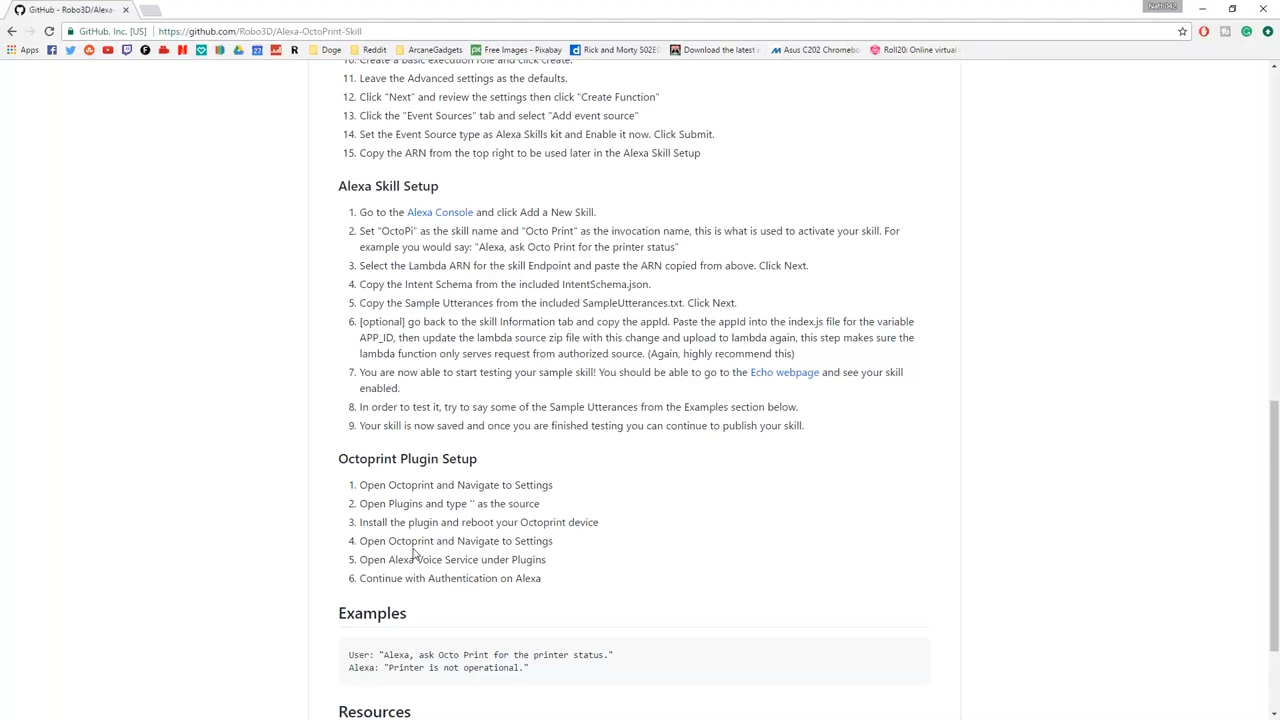 GitHub - Robo3D/Alexa-
Nathi042
GitHub, Inc. [US]
https://github.com/Robo3D/Alexa-OctoPrint-Skill
Apps
Doge
Reddit
ArcaneGadgets
Free Images - Pixabay
Rick and Morty S02E0
Download the latest
Asus C202 Chromebo
Roll20: Online virtual
10. Create a basic execution role and click create.
11. Leave the Advanced settings as the defaults.
12. Click "Next" and review the settings then click "Create Function"
13. Click the "Event Sources" tab and select "Add event source"
14. Set the Event Source type as Alexa Skills kit and Enable it now. Click Submit.
15. Copy the ARN from the top right to be used later in the Alexa Skill Setup
Alexa Skill Setup
1. Go to the Alexa Console and click Add a New Skill.
2. Set "OctoPi" as the skill name and "Octo Print" as the invocation name, this is what is used to activate your skill. For
example you would say: "Alexa, ask Octo Print for the printer status"
3. Select the Lambda ARN for the skill Endpoint and paste the ARN copied from above. Click Next.
4. Copy the Intent Schema from the included IntentSchema.json.
5. Copy the Sample Utterances from the included SampleUtterances.txt. Click Next.
6. [optional] go back to the skill Information tab and copy the appId. Paste the appId into the index.js file for the variable
APP_ID, then update the lambda source zip file with this change and upload to lambda again, this step makes sure the
lambda function only serves request from authorized source. (Again, highly recommend this)
7. You are now able to start testing your sample skill! You should be able to go to the Echo webpage and see your skill
enabled.
8. In order to test it, try to say some of the Sample Utterances from the Examples section below.
9. Your skill is now saved and once you are finished testing you can continue to publish your skill.
Octoprint Plugin Setup
1. Open Octoprint and Navigate to Settings
2. Open Plugins and type '' as the source
3. Install the plugin and reboot your Octoprint device
4. Open Octoprint and Navigate to Settings
5. Open Alexa Voice Service under Plugins
6. Continue with Authentication on Alexa
Examples
User: "Alexa, ask Octo Print for the printer status."
Alexa: "Printer is not operational."
Resources